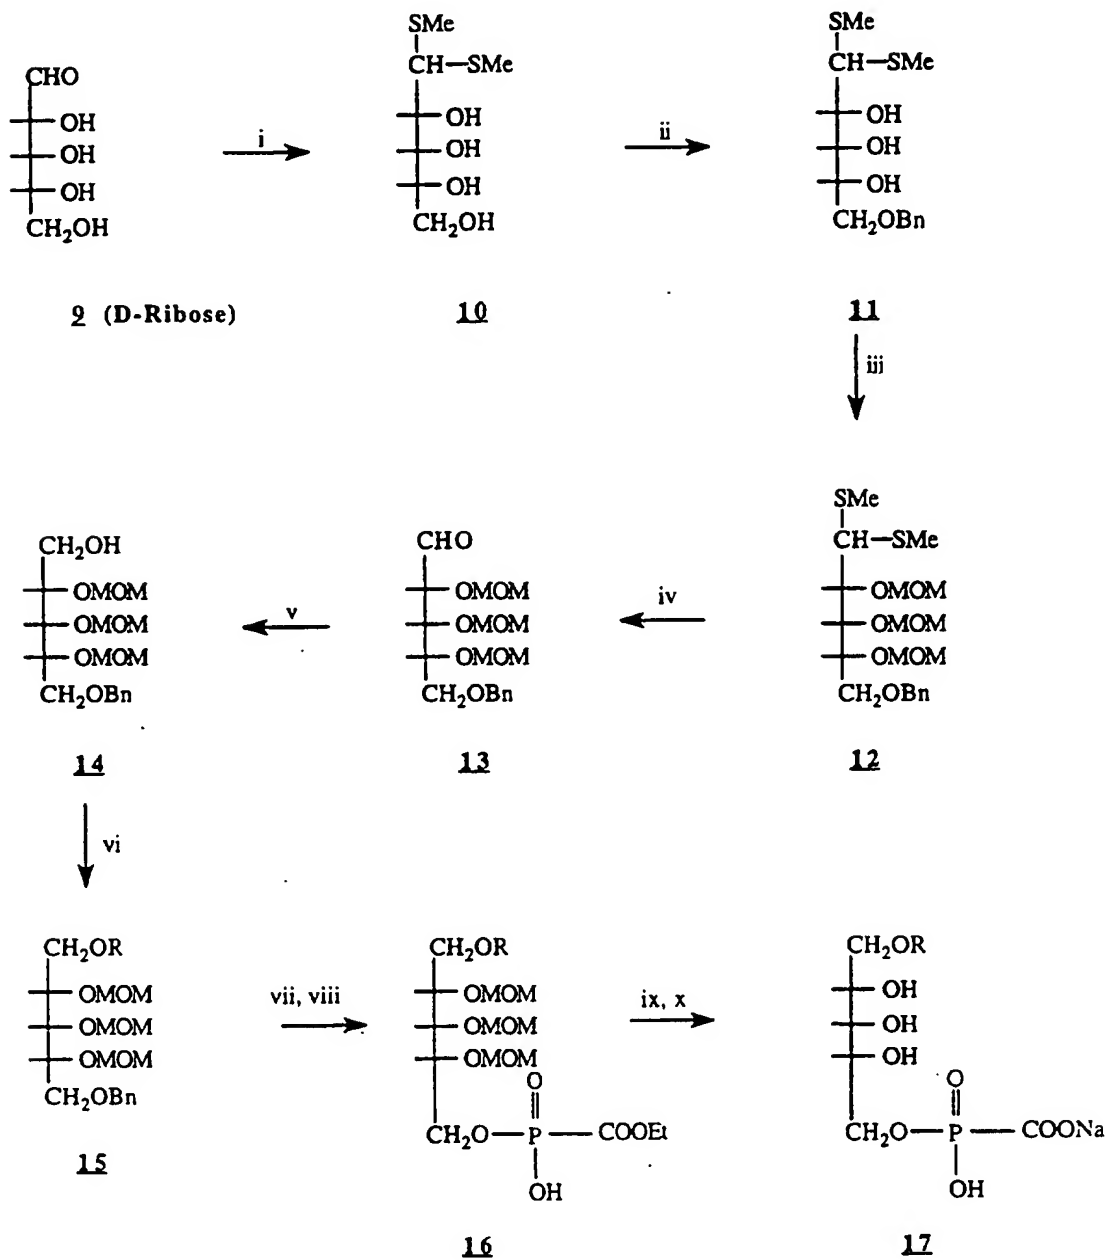 SMe
CH—SMe
OH
OH
OH
CH₂OH
10
SMe
CH—SMe
OH
OH
OH
CH₂OBn
11
CHO
OH
OH
OH
CH₂OH
9 (D-Ribose)
i
ii
iii
CH₂OH
OMOM
OMOM
OMOM
CH₂OBn
14
v
CHO
OMOM
OMOM
OMOM
CH₂OBn
13
iv
SMe
CH—SMe
OMOM
OMOM
OMOM
CH₂OBn
12
vi
CH₂OR
OMOM
OMOM
OMOM
CH₂OBn
15
vii, viii
CH₂OR
OMOM
OMOM
OMOM
O
CH₂O—P—COOEt
OH
16
ix, x
CH₂OR
OH
OH
OH
O
CH₂O—P—COONa
OH
17